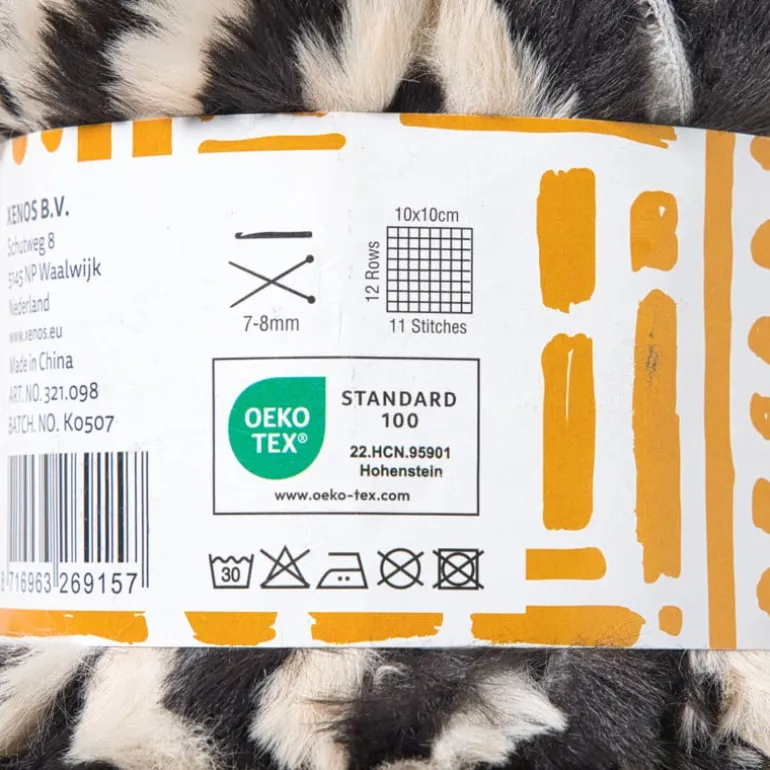 XENOS B.V.
Schutweg 8
5145 NP Waalwijk
Nederland
www.xenos.eu
Made in China
ART. NO. 321.098
BATCH. NO. K0507
8 716963 269157
7-8mm
10x10cm
12 Rows
11 Stitches
OEKO
TEX®
STANDARD
100
22.HCN.95901
Hohenstein
www.oeko-tex.com
30